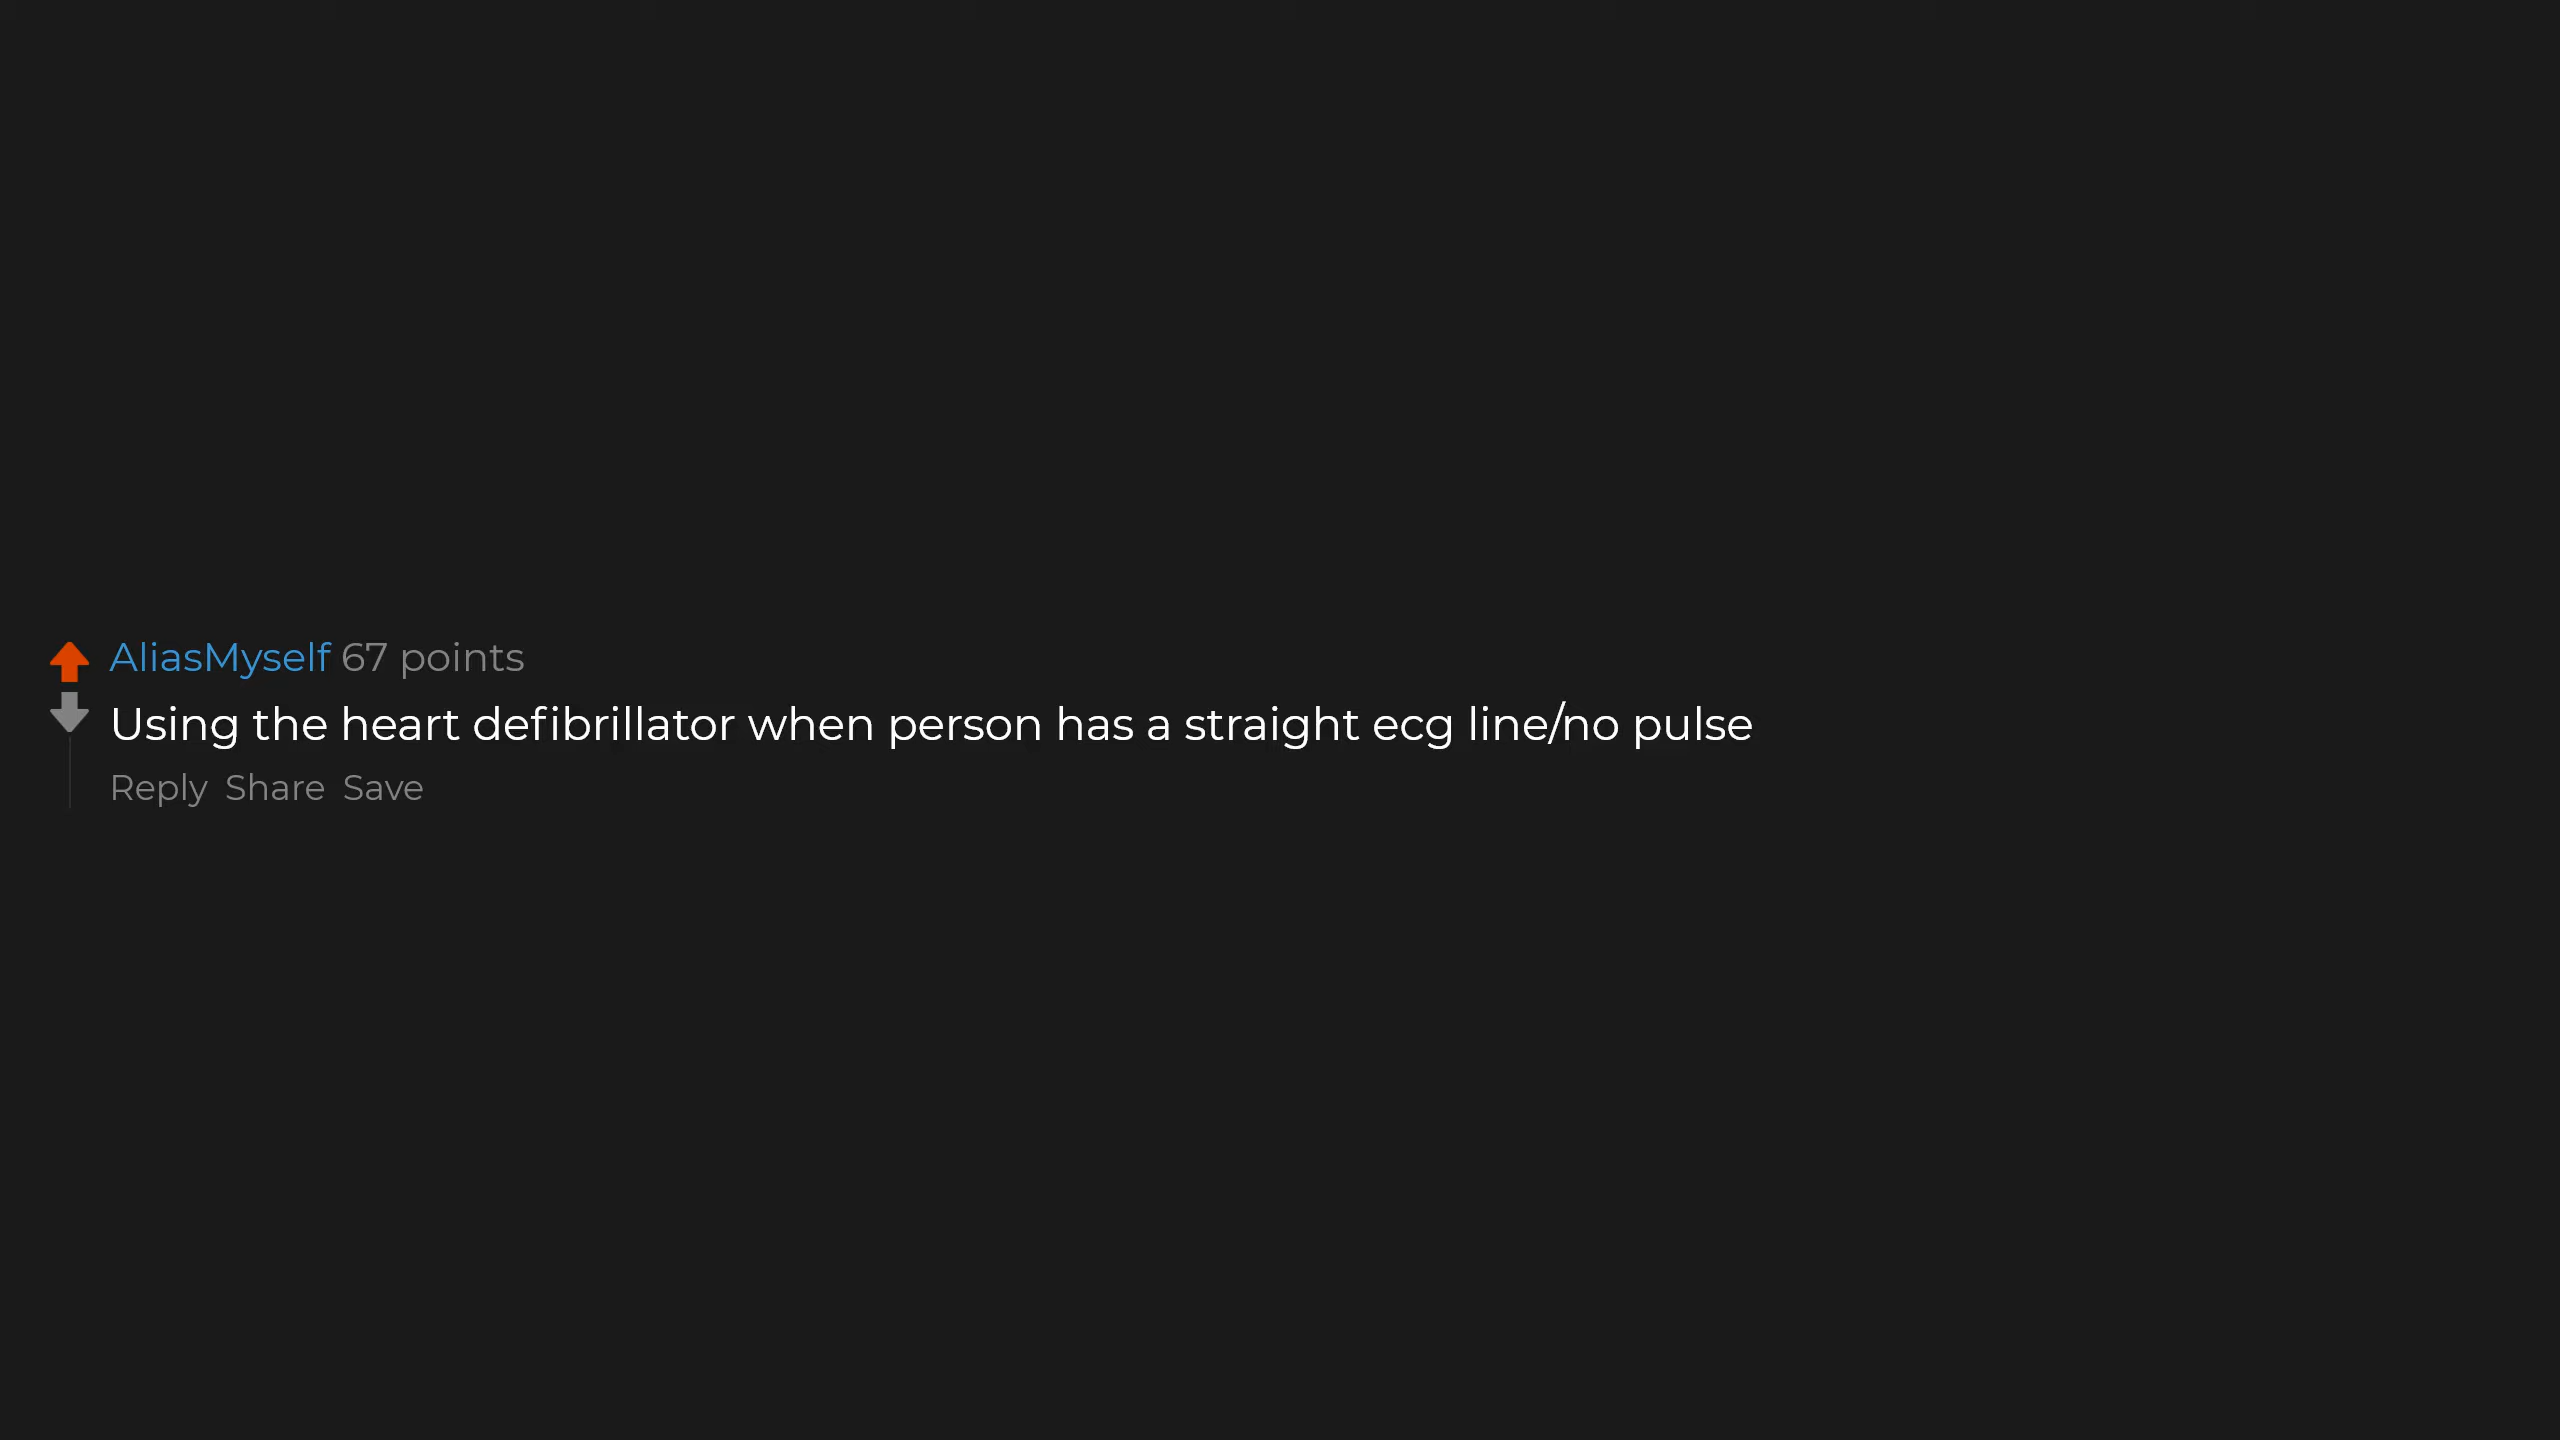 AliasMyself 67 points
Using the heart defibrillator when person has a straight ecg line/no pulse
Reply Share Save